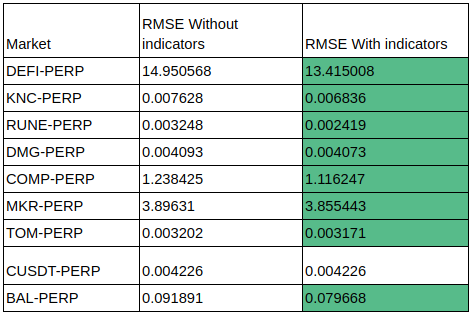 Market RMSE Without indicators RMSE With indicators
DEFI-PERP 14.950568 13.415008
KNC-PERP 0.007628 0.006836
RUNE-PERP 0.003248 0.002419
DMG-PERP 0.004093 0.004073
COMP-PERP 1.238425 1.116247
MKR-PERP 3.89631 3.855443
TOM-PERP 0.003202 0.003171
CUSDT-PERP 0.004226 0.004226
BAL-PERP 0.091891 0.079668